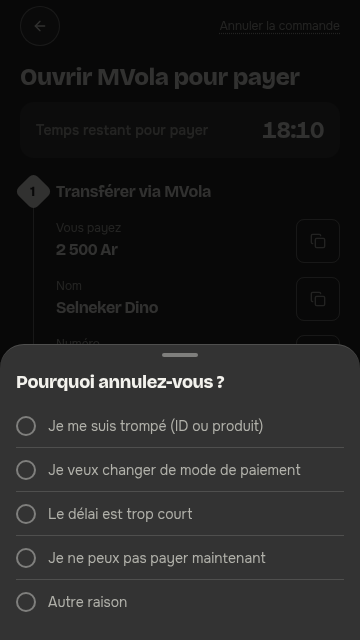 Annuler la commande
Ouvrir MVola pour payer
Temps restant pour payer 18:10
1 Transférer via MVola
Vous payez
2 500 Ar
Nom
Selneker Dino
Numéro
Pourquoi annulez-vous ?
Je me suis trompé (ID ou produit)
Je veux changer de mode de paiement
Le délai est trop court
Je ne peux pas payer maintenant
Autre raison